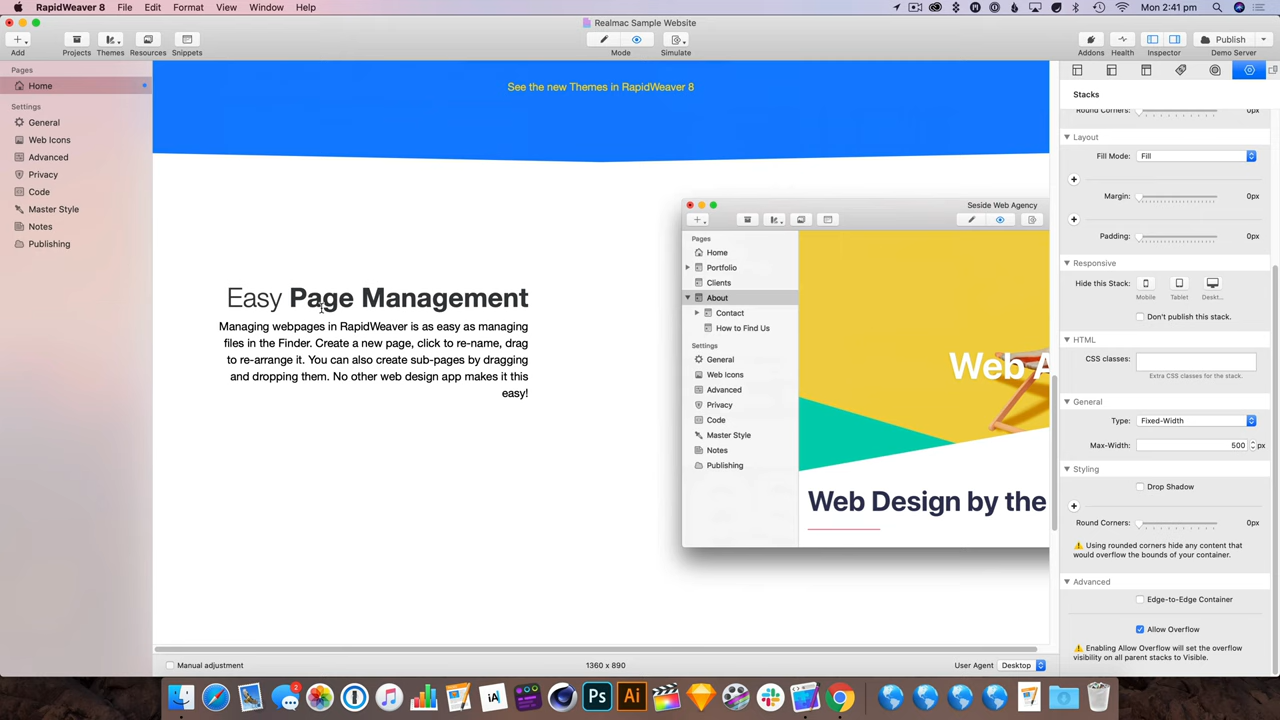 RapidWeaver 8 File Edit Format View Window Help
Mon 2:41 pm
Realmac Sample Website
Add Projects Themes Resources Snippets Mode Simulate Addons Health Inspector Publish Demo Server
Pages
Home
Settings
General
Web Icons
Advanced
Privacy
Code
Master Style
Notes
Publishing
See the new Themes in RapidWeaver 8
Easy Page Management
Managing webpages in RapidWeaver is as easy as managing
files in the Finder. Create a new page, click to re-name, drag
to re-arrange it. You can also create sub-pages by dragging
and dropping them. No other web design app makes it this
easy!
Seside Web Agency
Pages
Home
Portfolio
Clients
About
Contact
How to Find Us
Settings
General
Web Icons
Advanced
Privacy
Code
Master Style
Notes
Publishing
Web A
Web Design by the
Manual adjustment
1360 x 890
User Agent Desktop
Stacks
Round Corners: 0px
Layout
Fill Mode: Fill
Margin: 0px
Padding: 0px
Responsive
Hide this Stack:
Mobile Tablet Deskt...
Don't publish this stack.
HTML
CSS classes:
Extra CSS classes for the stack.
General
Type: Fixed-Width
Max-Width: 500 px
Styling
Drop Shadow
Round Corners: 0px
Using rounded corners hide any content that
would overflow the bounds of your container.
Advanced
Edge-to-Edge Container
Allow Overflow
Enabling Allow Overflow will set the overflow
visibility on all parent stacks to Visible.
2
iA
Ps
Ai